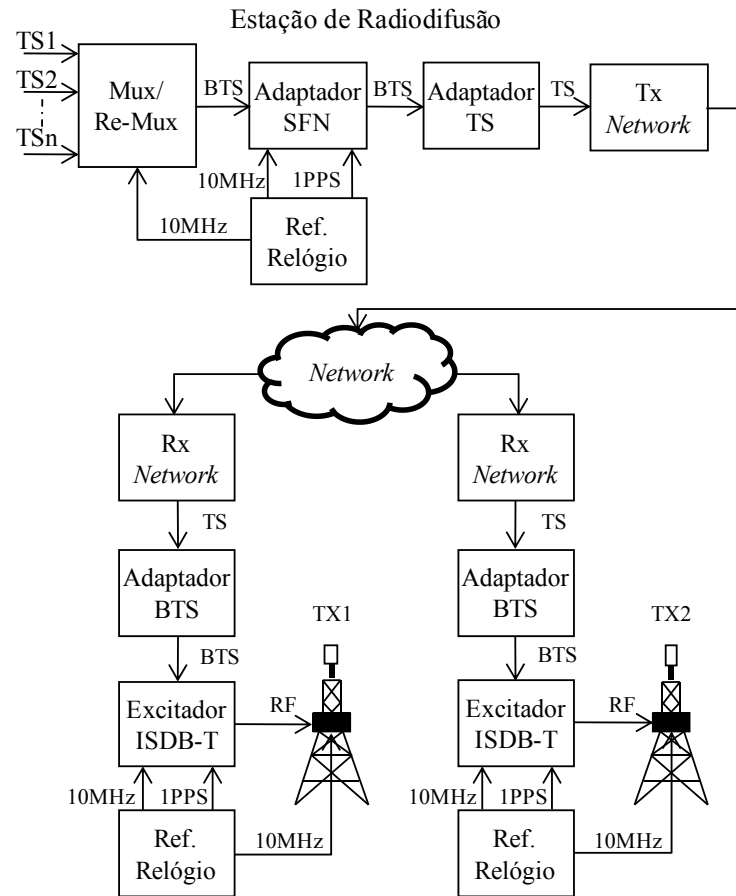 Estação de Radiodifusão
TS1
TS2
TSn
Mux/
Re-Mux
BTS
Adaptador
SFN
BTS
Adaptador
TS
TS
Tx
Network
10MHz
1PPS
10MHz
Ref.
Relógio
Network
Rx
Network
Rx
Network
TS
TS
Adaptador
BTS
Adaptador
BTS
TX1
TX2
BTS
BTS
Excitador
ISDB-T
RF
Excitador
ISDB-T
RF
10MHz
1PPS
10MHz
1PPS
Ref.
Relógio
10MHz
Ref.
Relógio
10MHz